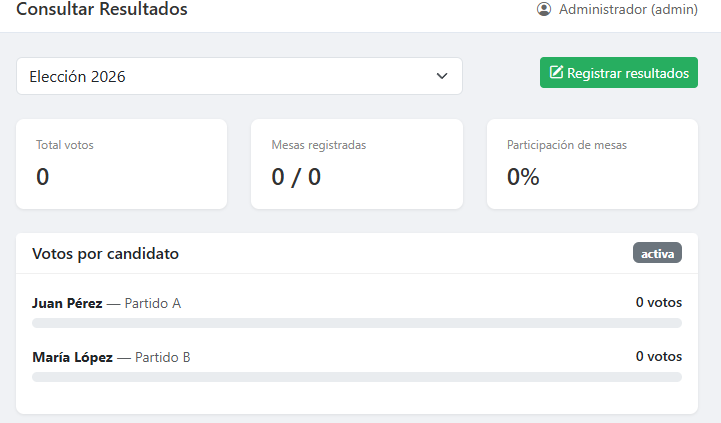 Consultar Resultados
Administrador (admin)
Elección 2026
Registrar resultados
Total votos
Mesas registradas
Participación de mesas
0
0 / 0
0%
Votos por candidato
activa
Juan Pérez — Partido A
0 votos
María López — Partido B
0 votos